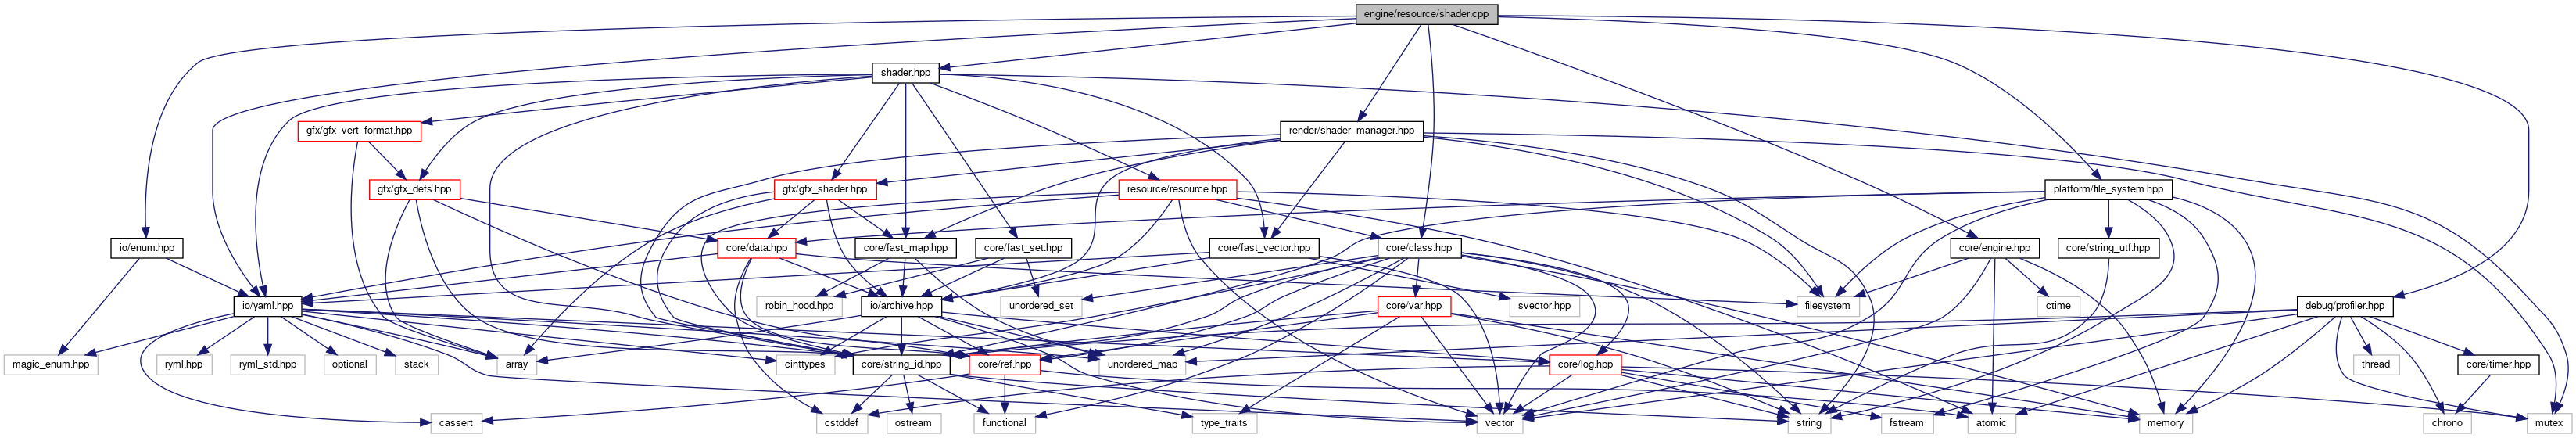 engine/resource/shader.cpp
shader.hpp
gfx/gfx_vert_format.hpp
render/shader_manager.hpp
gfx/gfx_defs.hpp
gfx/gfx_shader.hpp
resource/resource.hpp
platform/file_system.hpp
io/enum.hpp
core/data.hpp
core/fast_map.hpp
core/fast_set.hpp
core/fast_vector.hpp
core/class.hpp
core/engine.hpp
core/string_utf.hpp
io/yaml.hpp
robin_hood.hpp
io/archive.hpp
unordered_set
core/var.hpp
svector.hpp
filesystem
ctime
debug/profiler.hpp
magic_enum.hpp
ryml.hpp
ryml_std.hpp
optional
stack
array
cinttypes
core/string_id.hpp
core/ref.hpp
unordered_map
core/log.hpp
thread
core/timer.hpp
cassert
cstddef
ostream
functional
type_traits
vector
string
fstream
atomic
memory
chrono
mutex